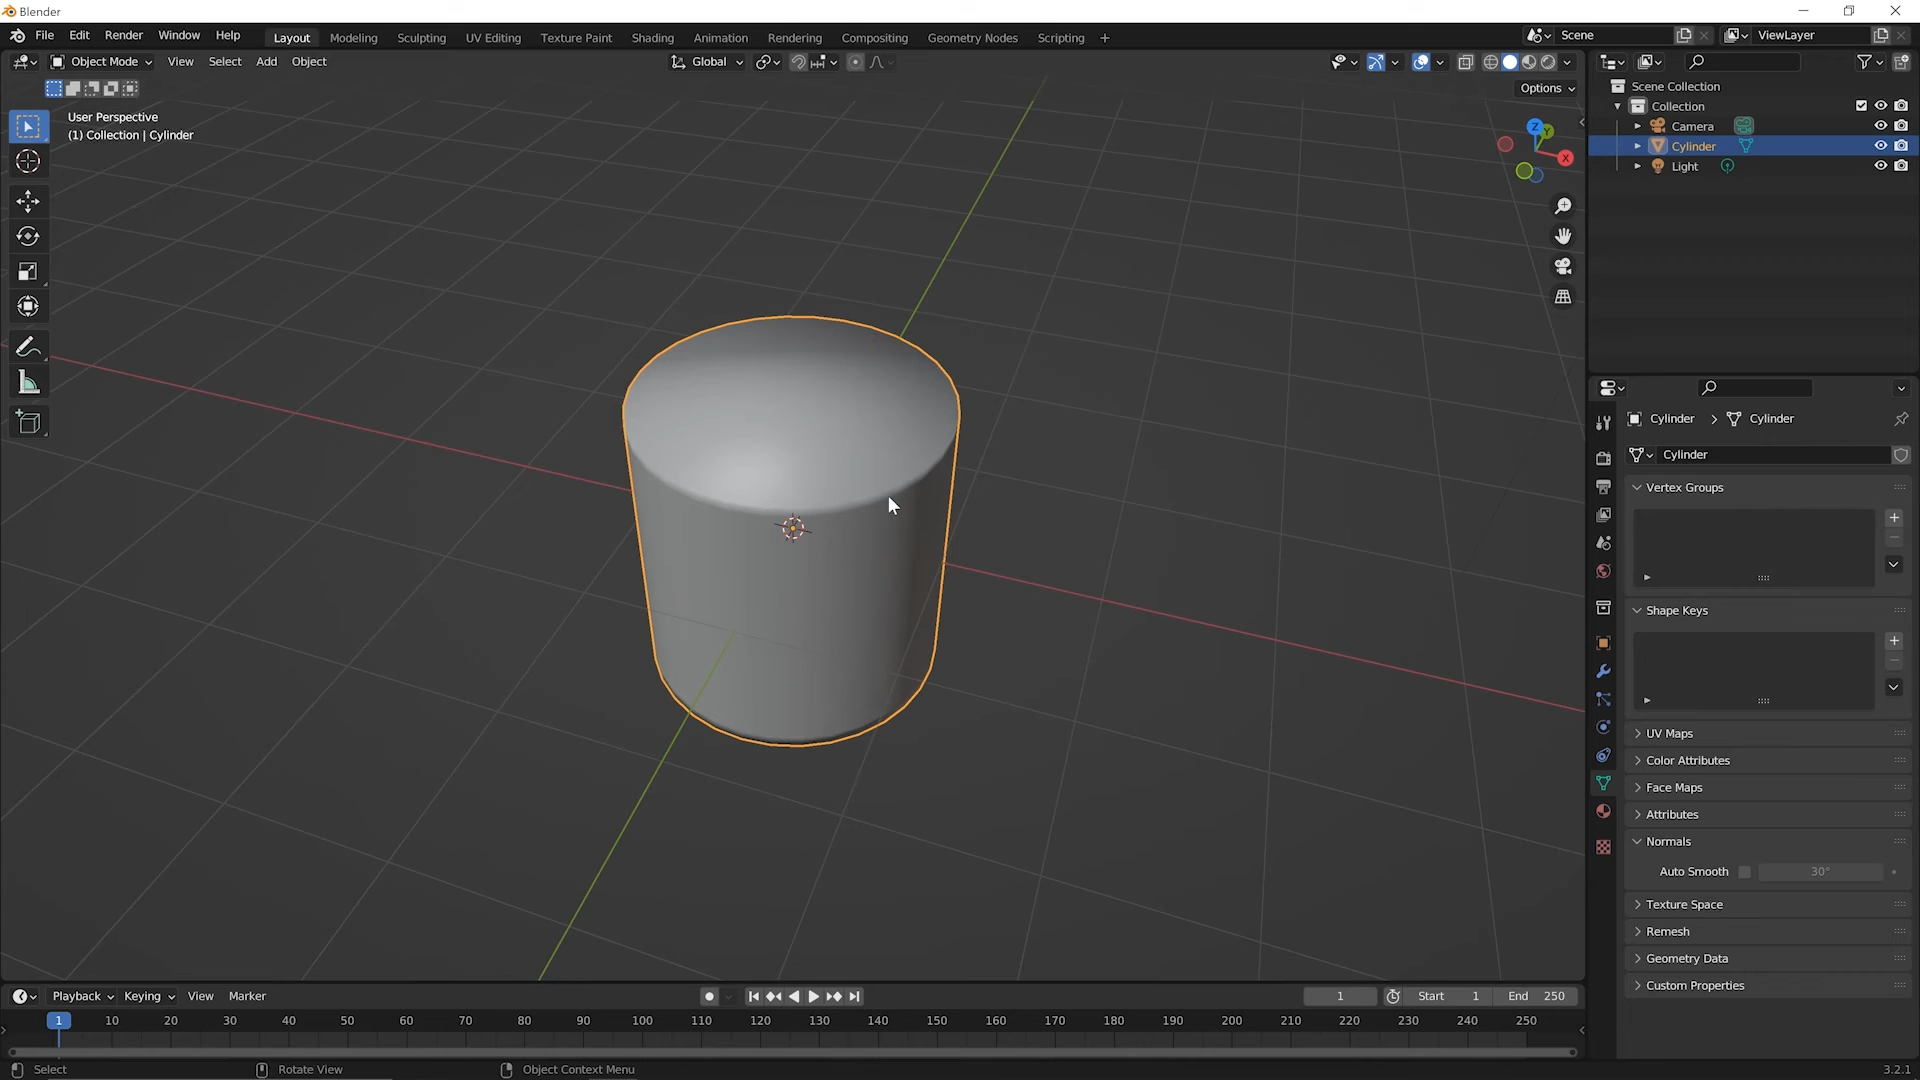 Blender
File Edit Render Window Help Layout Modeling Sculpting UV Editing Texture Paint Shading Animation Rendering Compositing Geometry Nodes Scripting + Scene ViewLayer
Object Mode View Select Add Object Global
Options
User Perspective
(1) Collection | Cylinder
Z
Y
X
Scene Collection
Collection
Camera
Cylinder
Light
Cylinder > Cylinder
Cylinder
Vertex Groups
Shape Keys
UV Maps
Color Attributes
Face Maps
Attributes
Normals
Auto Smooth 30°
Texture Space
Remesh
Geometry Data
Custom Properties
Playback Keying View Marker 1 Start 1 End 250
1 10 20 30 40 50 60 70 80 90 100 110 120 130 140 150 160 170 180 190 200 210 220 230 240 250
Select Rotate View Object Context Menu 3.2.1